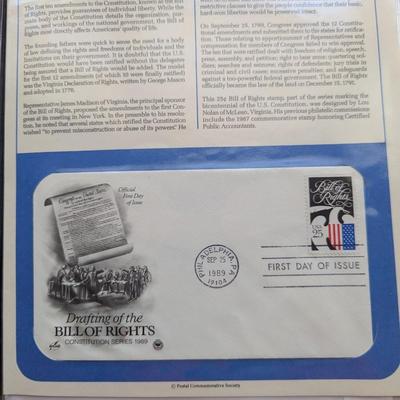 The first ten amendments to the Constitution, known as the Bill
of Rights, provides guarantees of individual liberty. While the
main body of the Constitution details the organization, pur-
poses, and workings of the national government, the Bill of
Rights most directly affects Americans' quality of life.
The founding fathers were quick to sense the need for a body
of law defining the rights and freedoms of individuals and the
limitations on their government. It is doubtful that the U.S.
Constitution would have been ratified without the delegates
being assured that a Bill of Rights would be added. The model
for the first 12 amendments (of which 10 were finally ratified)
was the Virginia Declaration of Rights, written by George Mason
and adopted in 1776.
Representative James Madison of Virginia, the principal sponsor
of the Bill of Rights, proposed the amendments to the first Con-
gress at its meeting in New York. In the preamble to his resolu-
tion, he noted that several states which ratified the Constitution
wished "to prevent misconstruction or abuse of its powers." He
restrictive clauses to give the people confidence that their basic,
hard-won liberties would be preserved intact.
On September 25, 1789, Congress approved the 12 Constitu-
tional amendments and submitted them to the states for ratifica-
tion. Those relating to apportionment of Representatives and
compensation for members of Congress failed to win approval.
The ten that were ratified dealt with freedom of religion, speech,
press, assembly, and petition; right to bear arms; quartering sol-
diers; searches and seizures; rights of defendants; jury trials in
criminal and civil cases; excessive penalties; and safeguards
against a too-powerful federal government. The Bill of Rights
officially became the law of the land on December 15, 1791.
This 25¢ Bill of Rights stamp, part of the series marking the
bicentennial of the U.S. Constitution, was designed by Lou
Nolan of McLean, Virginia. His previous philatelic commissions
include the 1987 commemorative stamp honoring Certified
Public Accountants.
Official
First Day
of Issue
Bill of
Rights
USA
25
PHILADELPHIA, PA
SEP 25
1989
19104
FIRST DAY OF ISSUE
Drafting of the
BILL OF RIGHTS
CONSTITUTION SERIES 1989
© Postal Commemorative Society